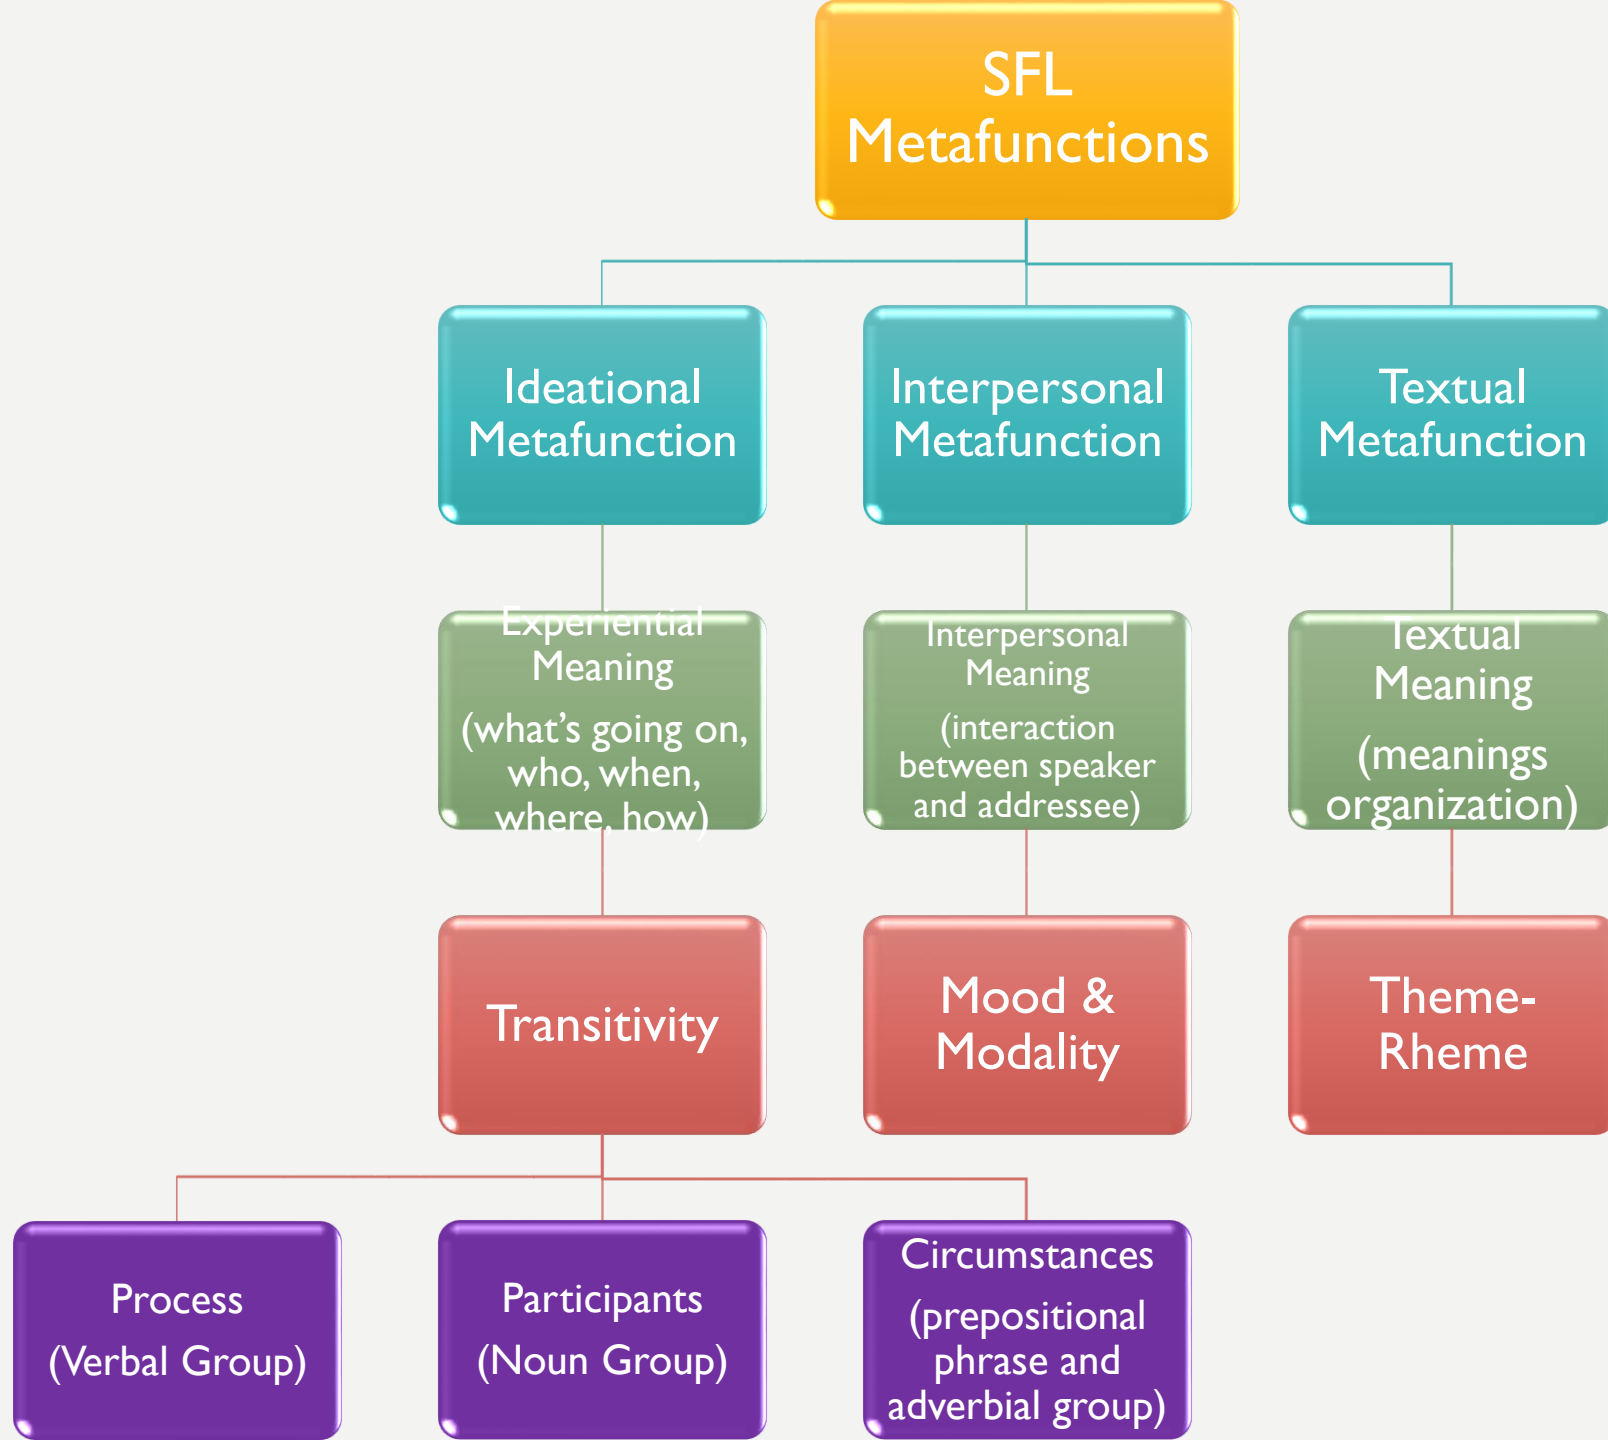 SFL
Metafunctions
Ideational
Metafunction
Interpersonal
Metafunction
Textual
Metafunction
Experiential
Meaning
(what’s going on,
who, when,
where, how)
Interpersonal
Meaning
(interaction
between speaker
and addressee)
Textual
Meaning
(meanings
organization)
Transitivity
Mood &
Modality
Theme-
Rheme
Process
(Verbal Group)
Participants
(Noun Group)
Circumstances
(prepositional
phrase and
adverbial group)